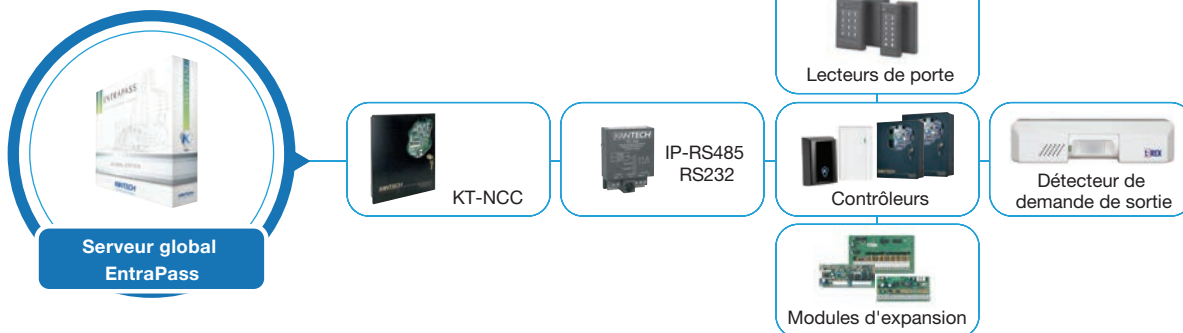 ENTRAPASS
KANTECH
Serveur global
EntraPass
KT-NCC
KANTECH
IP-RS485
RS232
Lecteurs de porte
Contrôleurs
Modules d'expansion
Détecteur de
demande de sortie